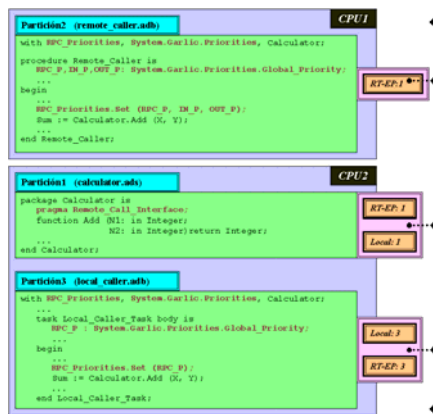 CPU1
Partición2 (remote_caller.adb)
with RPC_Priorities, System.Garlic.Priorities, Calculator;
procedure Remote_Caller is
RPC_P,IN_P,OUT_P: System.Garlic.Priorities.Global_Priority;
...
begin
...
RPC_Priorities.Set (RPC_P, IN_P, OUT_P);
Sum := Calculator.Add (X, Y);
...
end Remote_Caller;
RT-EP:1
CPU2
Partición1 (calculator.ads)
package Calculator is
pragma Remote_Call_Interface;
function Add (N1: in Integer;
N2: in Integer)return Integer;
...
end Calculator;
RT-EP: 1
Local: 1
Partición3 (local_caller.adb)
with RPC_Priorities, System.Garlic.Priorities, Calculator;
...
task Local_Caller_Task body is
RPC_P : System.Garlic.Priorities.Global_Priority;
...
begin
...
RPC_Priorities.Set (RPC_P);
Sum := Calculator.Add (X, Y);
...
end Local_Caller_Task;
Local: 3
RT-EP: 3